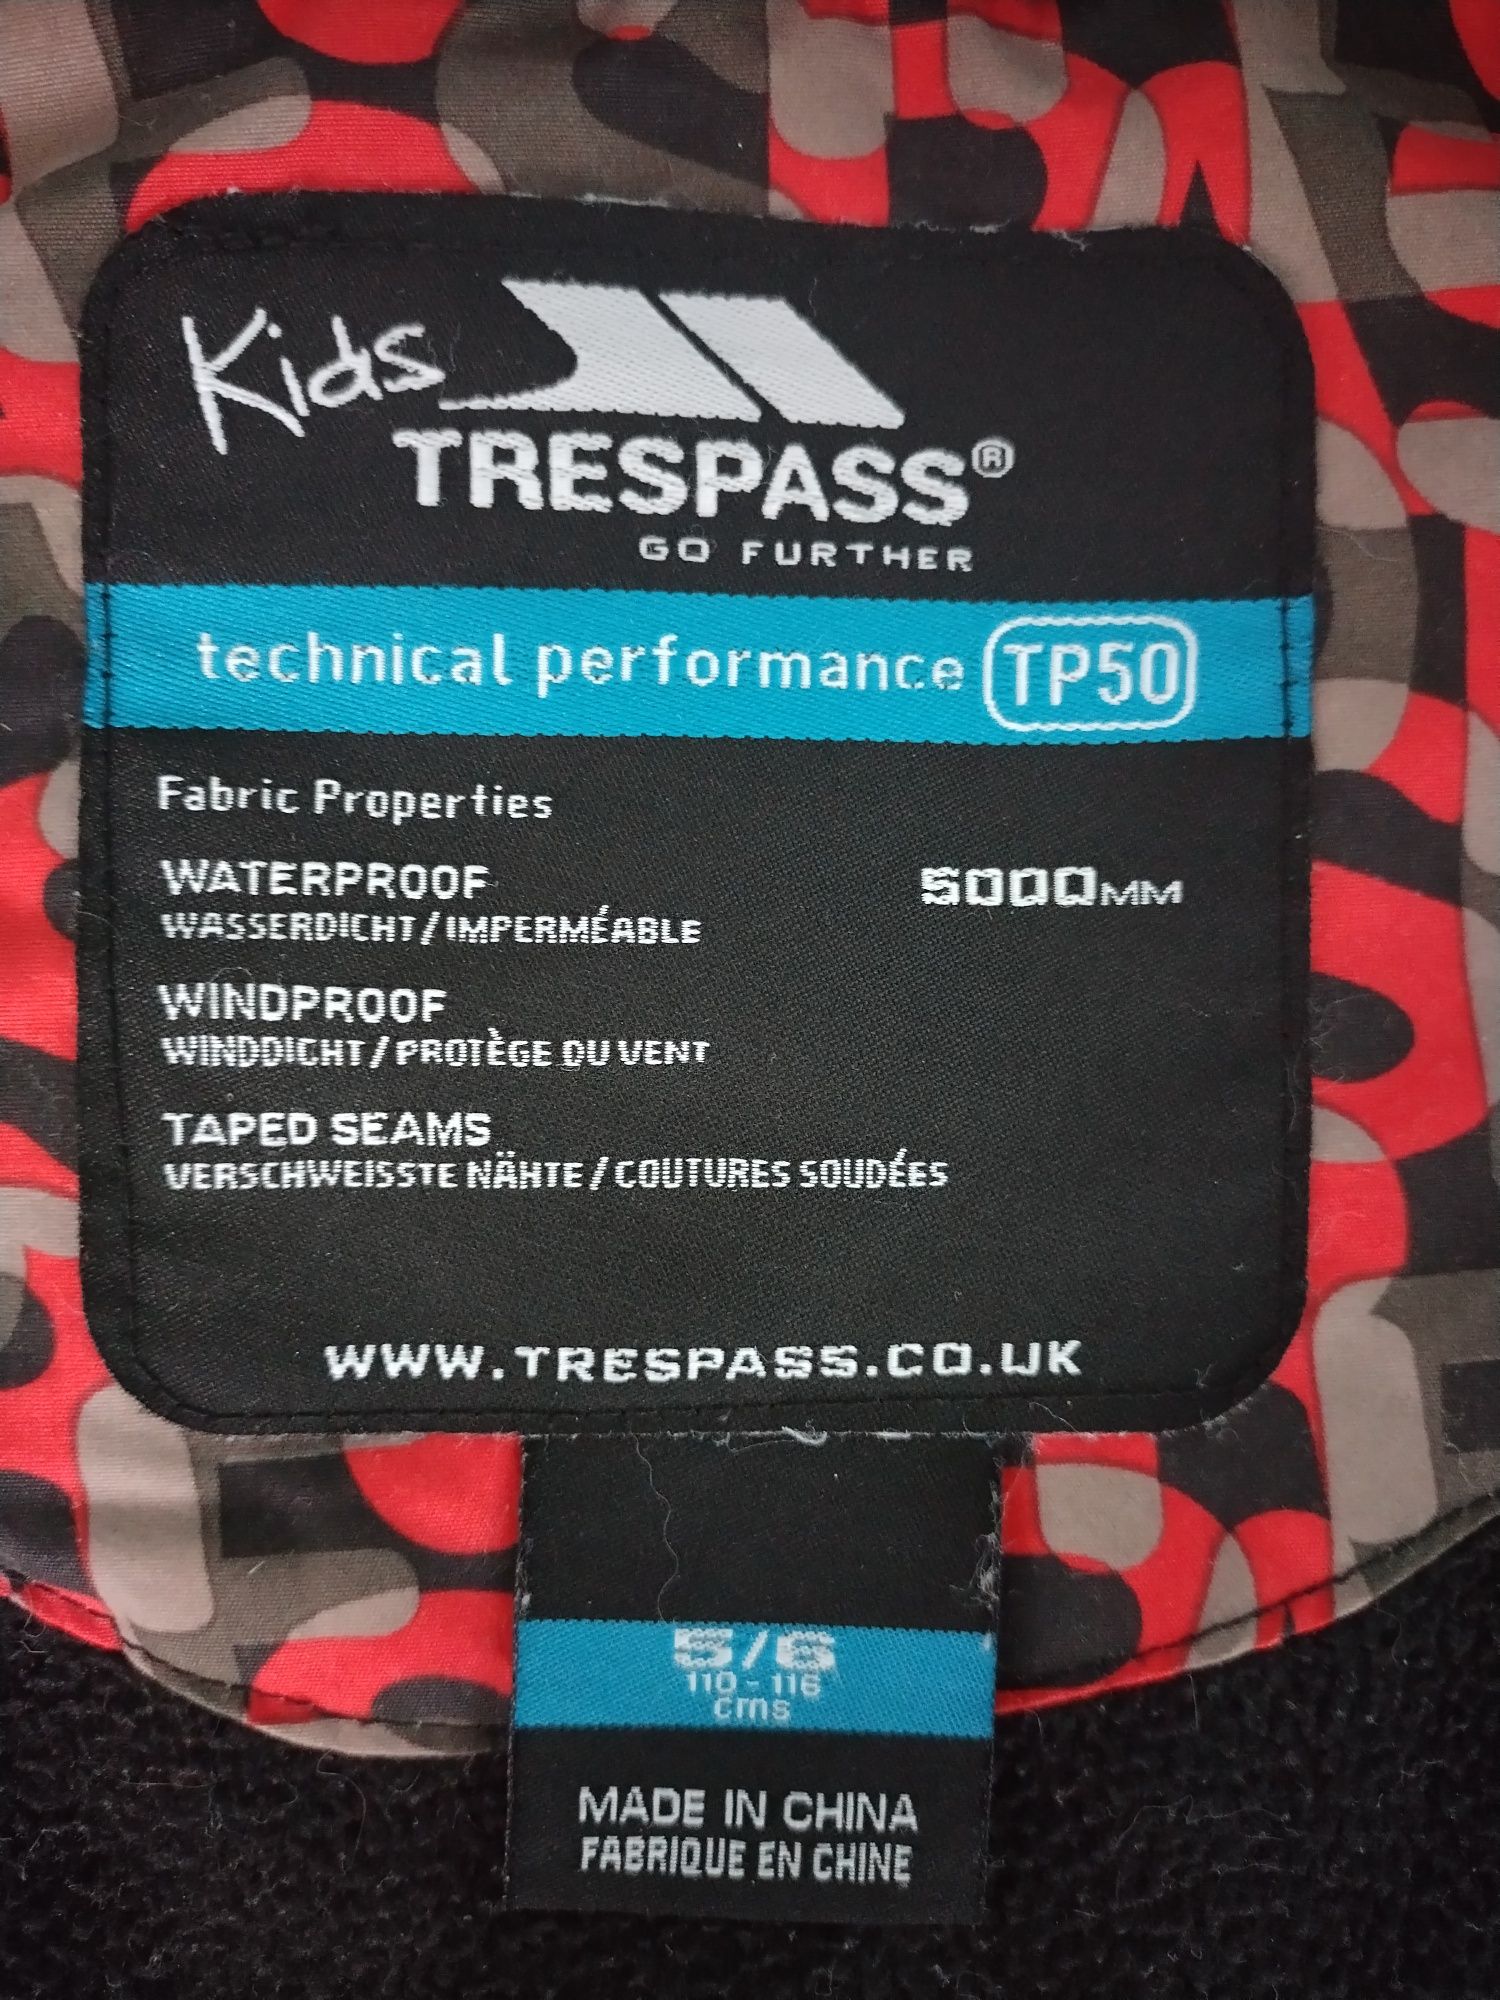 Kids
TRESPASS®
GO FURTHER
technical performance TP50
Fabric Properties
WATERPROOF 5000MM
WASSERDICHT/IMPERMÉABLE
WINDPROOF
WINDDICHT/PROTÈGE DU VENT
TAPED SEAMS
VERSCHWEISSTE NÄHTE/COUTURES SOUDÉES
WWW.TRESPASS.CO.UK
5/6
110-116
cms
MADE IN CHINA
FABRIQUE EN CHINE